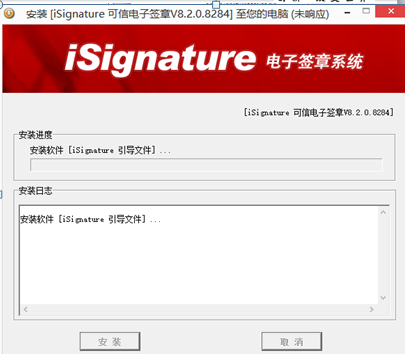 安装 [iSignature 可信电子签章V8.2.0.8284] 至您的电脑 (未响应)
iSignature 电子签章系统
[iSignature 可信电子签章V8.2.0.8284]
安装进度
安装软件 [iSignature 引导文件]...
安装日志
安装软件 [iSignature 引导文件]...
安 装
取 消